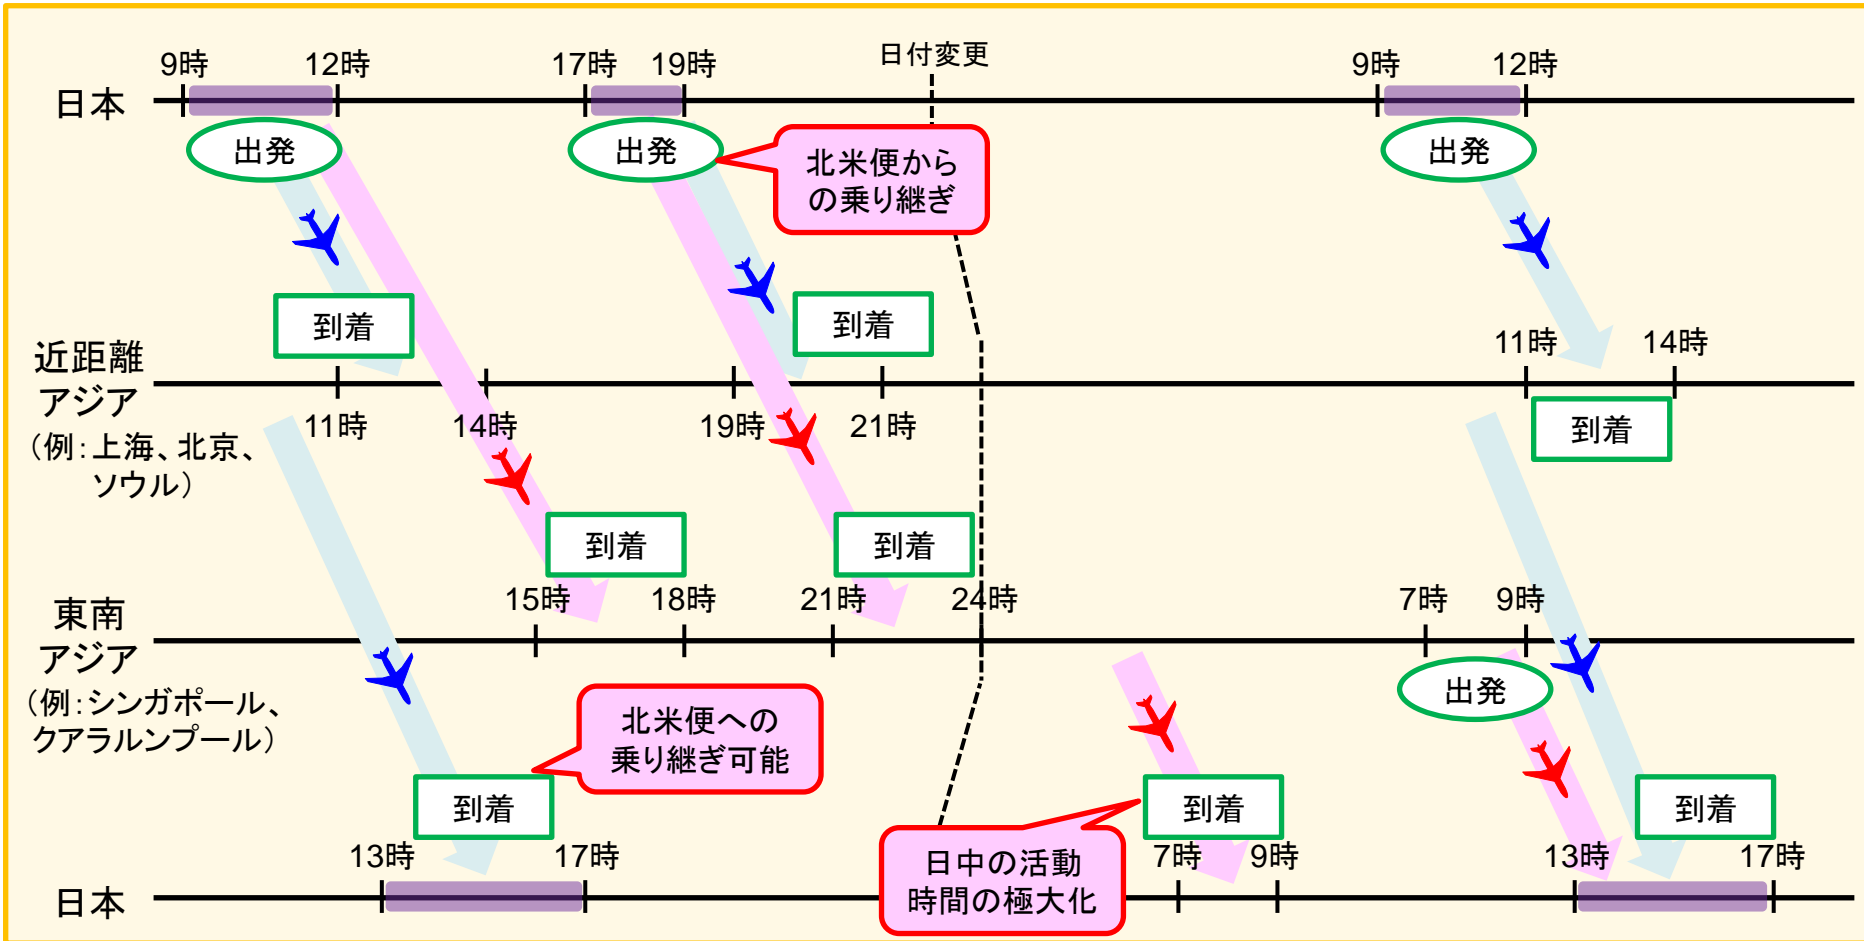 9時 12時 17時 19時 日付変更 9時 12時
日本
出発 出発 出発
北米便から
の乗り継ぎ
到着 到着
11時 14時
近距離
アジア
(例：上海、北京、
ソウル)
11時 14時 19時 21時
到着
到着 到着
15時 18時 21時 24時 7時 9時
東南
アジア
(例：シンガポール、
クアラルンプール)
出発
北米便への
乗り継ぎ可能
到着 到着 到着
日中の活動
時間の極大化
13時 17時 7時 9時 13時 17時
日本